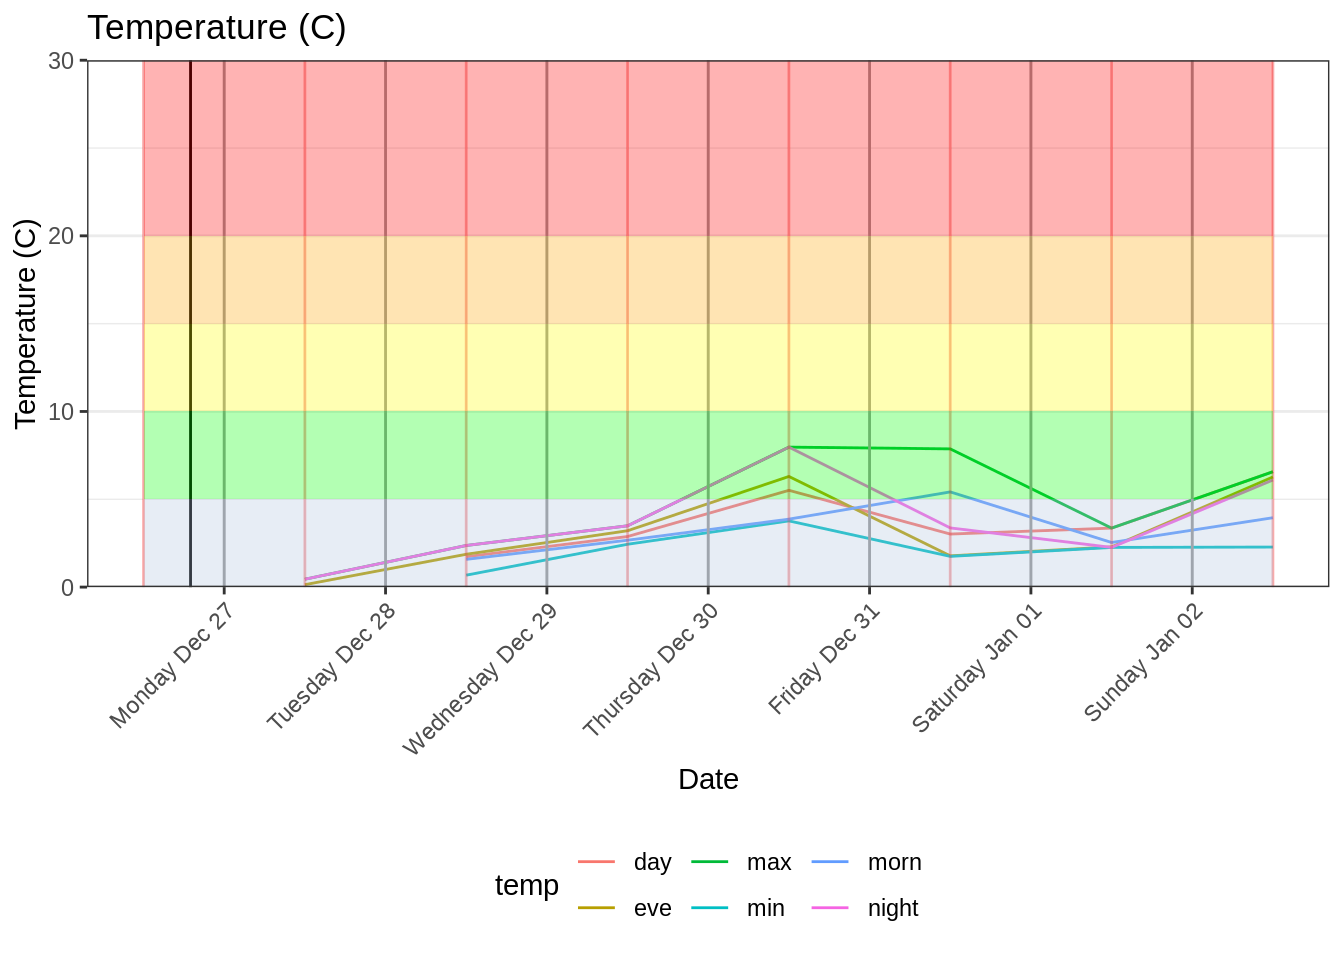 Temperature (C)
30
20
10
0
Temperature (C)
Monday Dec 27
Tuesday Dec 28
Wednesday Dec 29
Thursday Dec 30
Friday Dec 31
Saturday Jan 01
Sunday Jan 02
Date
temp
day
max
morn
eve
min
night